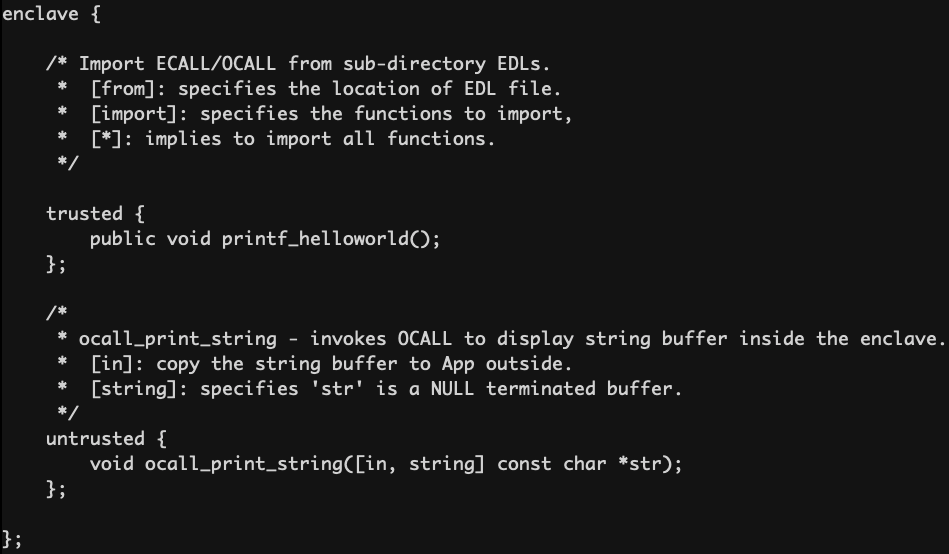 enclave {
/* Import ECALL/OCALL from sub-directory EDLs.
* [from]: specifies the location of EDL file.
* [import]: specifies the functions to import,
* [*]: implies to import all functions.
*/
trusted {
public void printf_helloworld();
};
/*
* ocall_print_string - invokes OCALL to display string buffer inside the enclave.
* [in]: copy the string buffer to App outside.
* [string]: specifies 'str' is a NULL terminated buffer.
*/
untrusted {
void ocall_print_string([in, string] const char *str);
};
};